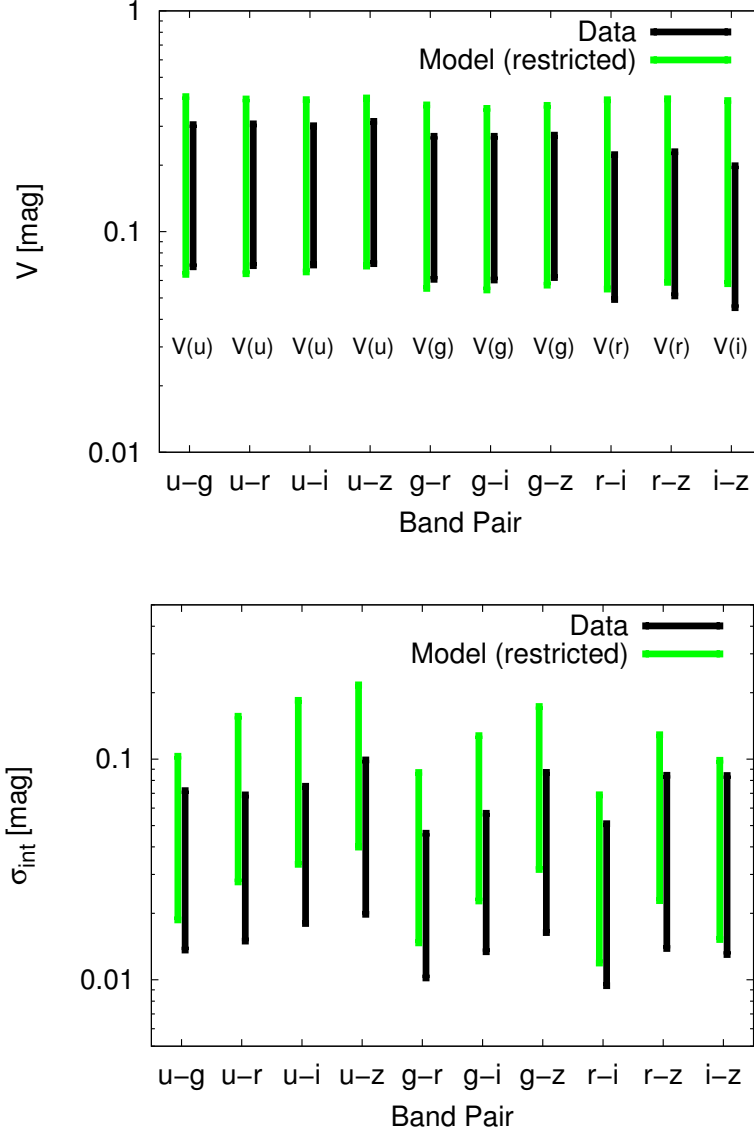 1
Data
Model (restricted)
0.1
V [mag]
V(u) V(u) V(u) V(u) V(g) V(g) V(g) V(r) V(r) V(i)
0.01
u−g u−r u−i u−z g−r g−i g−z r−i r−z i−z
Band Pair
Data
Model (restricted)
0.1
σint [mag]
0.01
u−g u−r u−i u−z g−r g−i g−z r−i r−z i−z
Band Pair